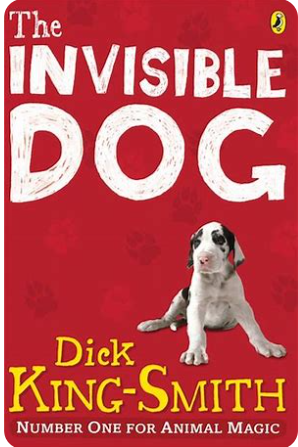 The
INVISIBLE
DOG
Dick
KING-SMITH
NUMBER ONE FOR ANIMAL MAGIC